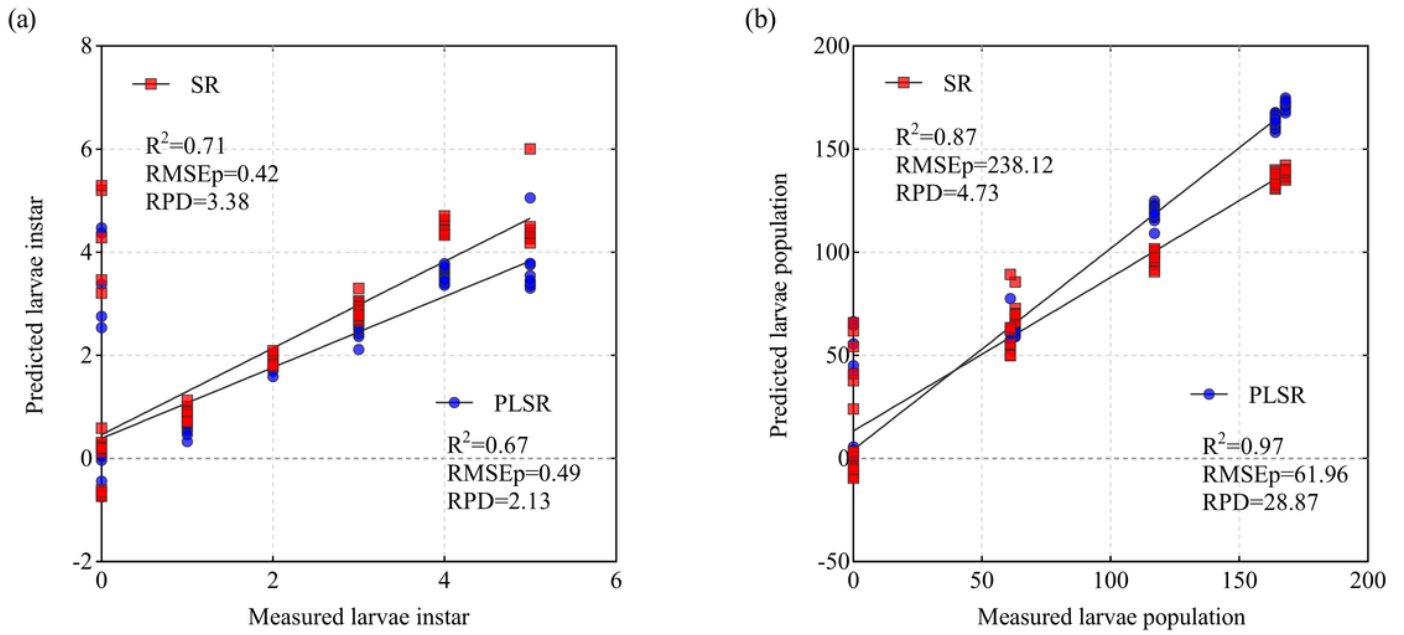 (a)
8
6
4
2
0
-2
0
2
4
6
Predicted larvae instar
Measured larvae instar
SR
R²=0.71
RMSEp=0.42
RPD=3.38
PLSR
R²=0.67
RMSEp=0.49
RPD=2.13
(b)
200
150
100
50
0
-50
0
50
100
150
200
Predicted larvae population
Measured larvae population
SR
R²=0.87
RMSEp=238.12
RPD=4.73
PLSR
R²=0.97
RMSEp=61.96
RPD=28.87